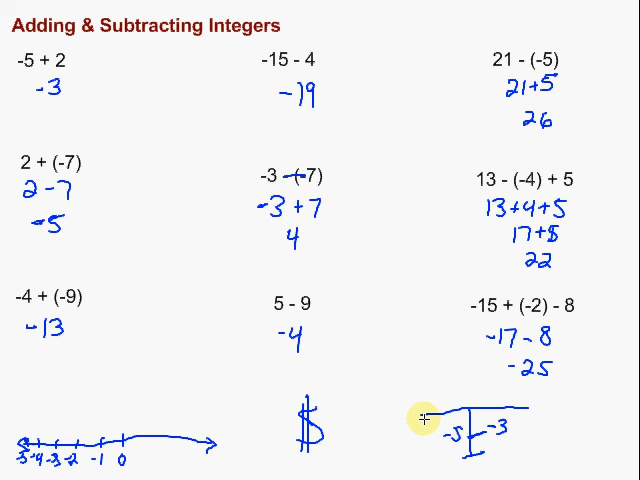 Adding & Subtracting Integers
-5 + 2
-3
-15 - 4
-19
21 - (-5)
21+5
26
2 + (-7)
2 - 7
-5
-3 - (-7)
-3 + 7
4
13 - (-4) + 5
13+4+5
17+5
22
-4 + (-9)
-13
5 - 9
-4
-15 + (-2) - 8
-17 - 8
-25
-5 -4 -3 -2 -1 0
$
-5 -3